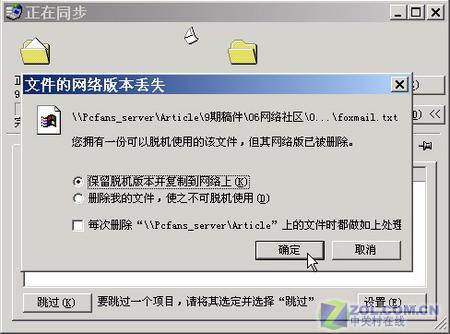 正在同步
文件的网络版本丢失
\\Pcfans_server\Article\9期稿件\06网络社区\0...\foxmail.txt
您拥有一份可以脱机使用的该文件，但其网络版已被删除。
保留脱机版本并复制到网络上(K)
删除我的文件，使之不可脱机使用(D)
每次删除“\\Pcfans_server\Article”上的文件时都做如上处理
确定
取消
跳过(K)
要跳过一个项目，请将其选定并选择“跳过”
设置(E)
ZOL.COM.CN
中关村在线